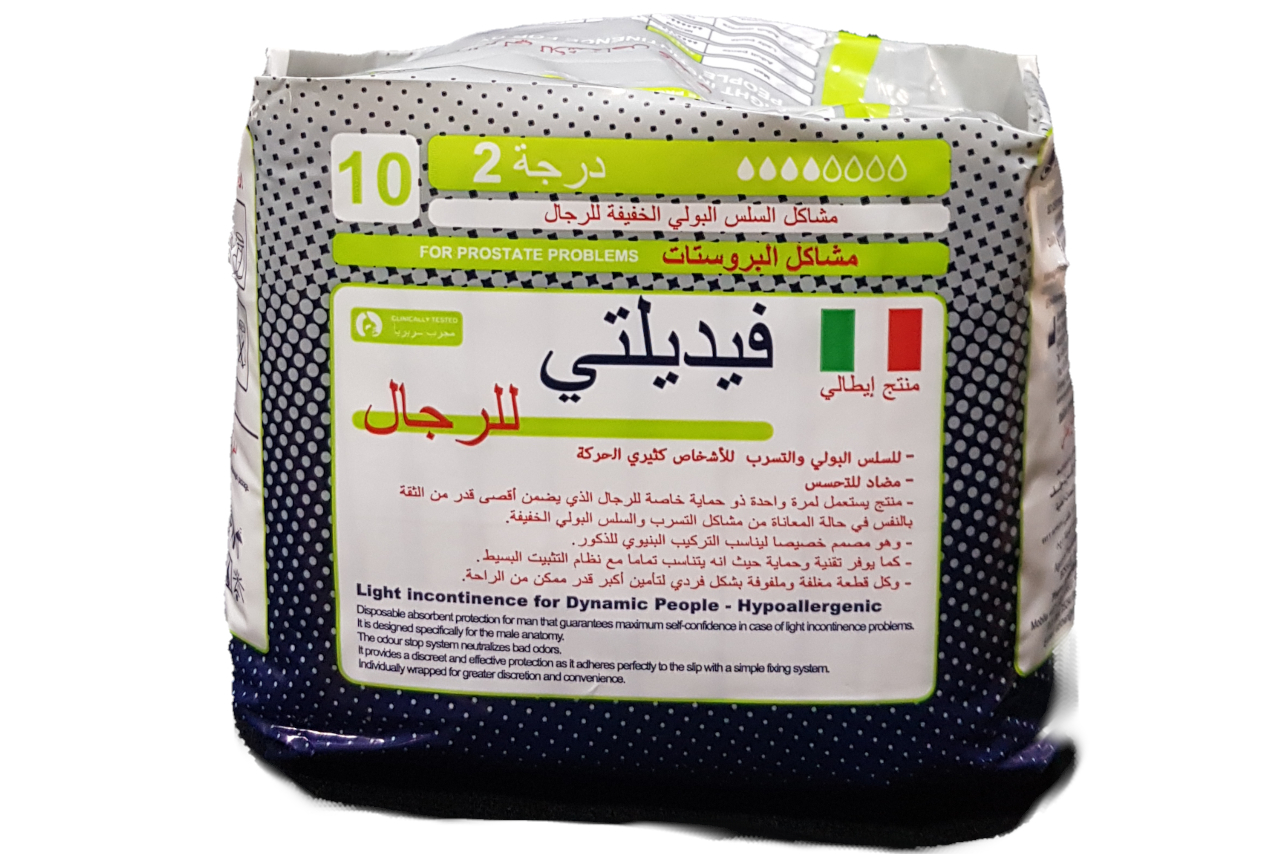 10
درجة 2
مشاكل السلس البولي الخفيفة للرجال
FOR PROSTATE PROBLEMS مشاكل البروستات
CLINICALLY TESTED
مجرب سريريا
فيديلتي
منتج إيطالي
للرجال
- للسلس البولي والتسرب للأشخاص كثيري الحركة
- مضاد للتحسس
- منتج يستعمل لمرة واحدة ذو حماية خاصة للرجال الذي يضمن أقصى قدر من الثقة
بالنفس في حالة المعاناة من مشاكل التسرب والسلس البولي الخفيفة.
- وهو مصمم خصيصا ليناسب التركيب البنيوي للذكور.
- كما يوفر تقنية وحماية حيث انه يتناسب تماما مع نظام التثبيت البسيط.
- وكل قطعة مغلفة وملفوفة بشكل فردي لتأمين أكبر قدر ممكن من الراحة.
Light incontinence for Dynamic People - Hypoallergenic
Disposable absorbent protection for man that guarantees maximum self-confidence in case of light incontinence problems.
It is designed specifically for the male anatomy.
The odour stop system neutralizes bad odors.
It provides a discreet and effective protection as it adheres perfectly to the slip with a simple fixing system.
Individually wrapped for greater discretion and convenience.